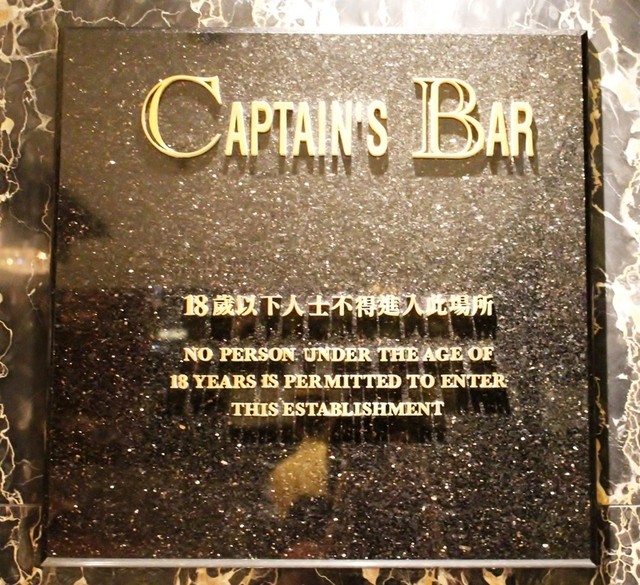 CAPTAIN'S BAR
18歲以下人士不得進入此場所
NO PERSON UNDER THE AGE OF
18 YEARS IS PERMITTED TO ENTER
THIS ESTABLISHMENT